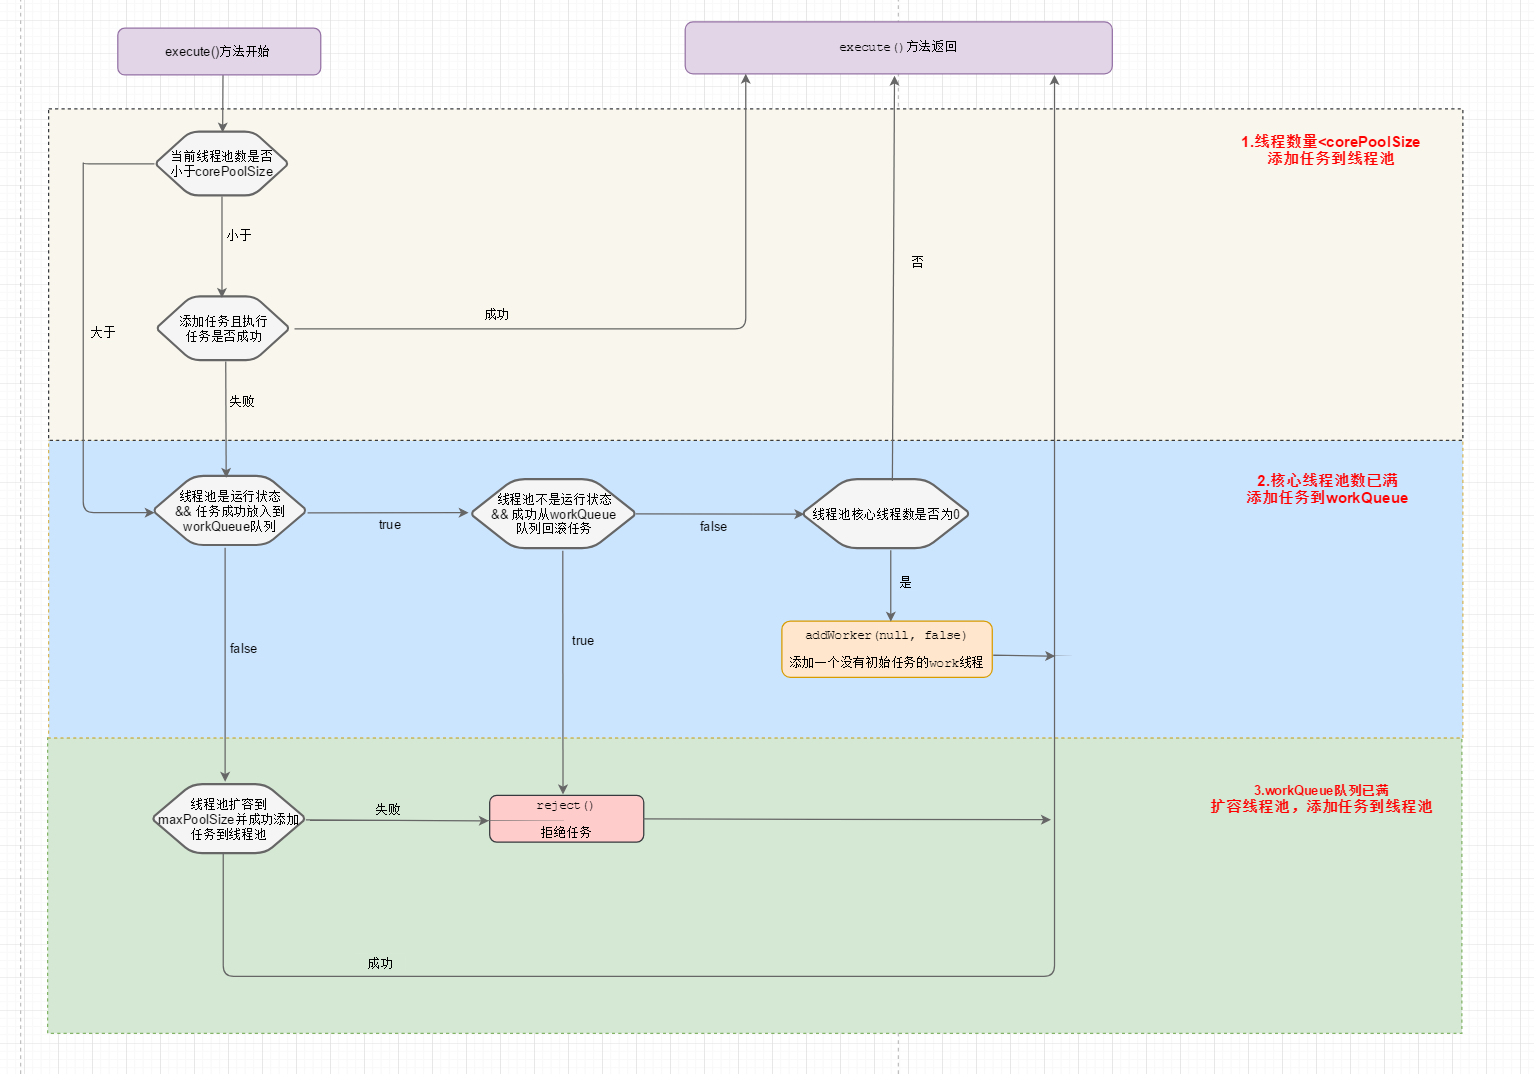 execute()方法开始
execute()方法返回
1.线程数量<corePoolSize
添加任务到线程池
当前线程池数是否
小于corePoolSize
小于
否
大于
添加任务且执行
任务是否成功
成功
失败
2.核心线程池数已满
添加任务到workQueue
线程池是运行状态
&& 任务成功放入到
workQueue队列
true
线程池不是运行状态
&& 成功从workQueue
队列回滚任务
false
线程池核心线程数是否为0
是
addWorker(null, false)
添加一个没有初始任务的work线程
false
true
3.workQueue队列已满
扩容线程池，添加任务到线程池
线程池扩容到
maxPoolSize并成功添加
任务到线程池
失败
reject()
拒绝任务
成功